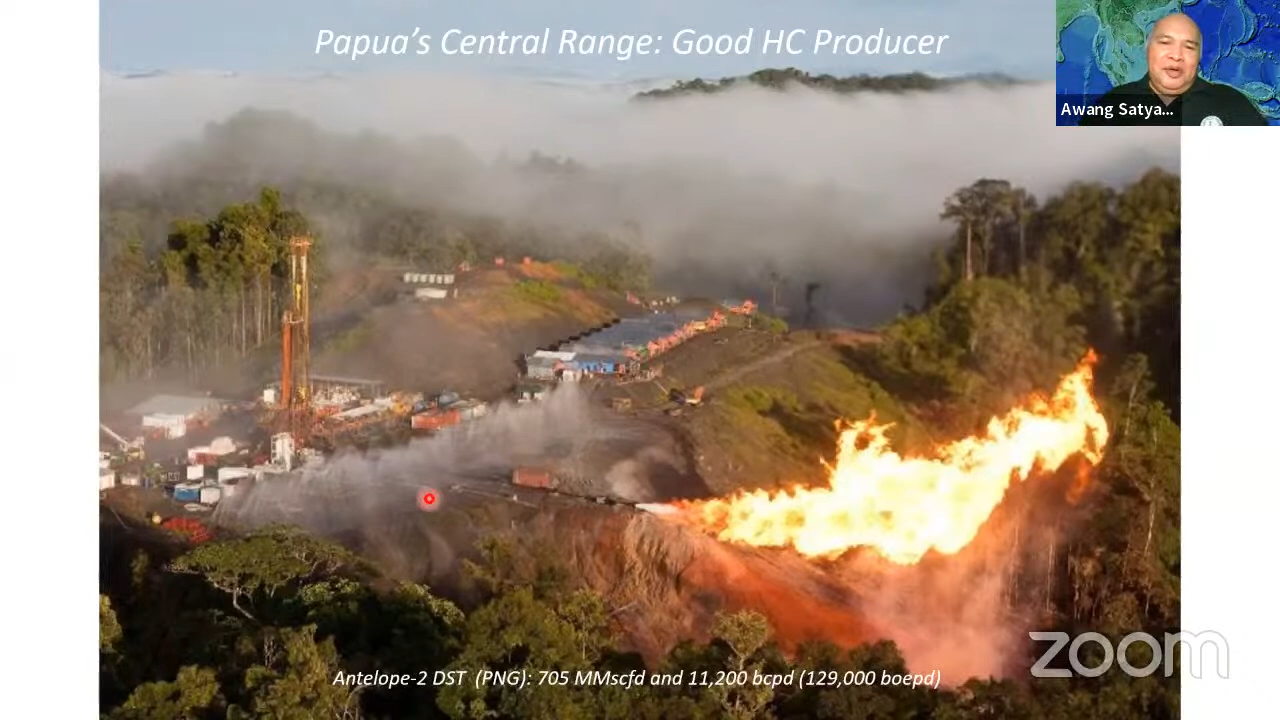 Papua's Central Range: Good HC Producer
Awang Satya...
Antelope-2 DST (PNG): 705 MMscfd and 11,200 bcpd (129,000 boepd)
zoom